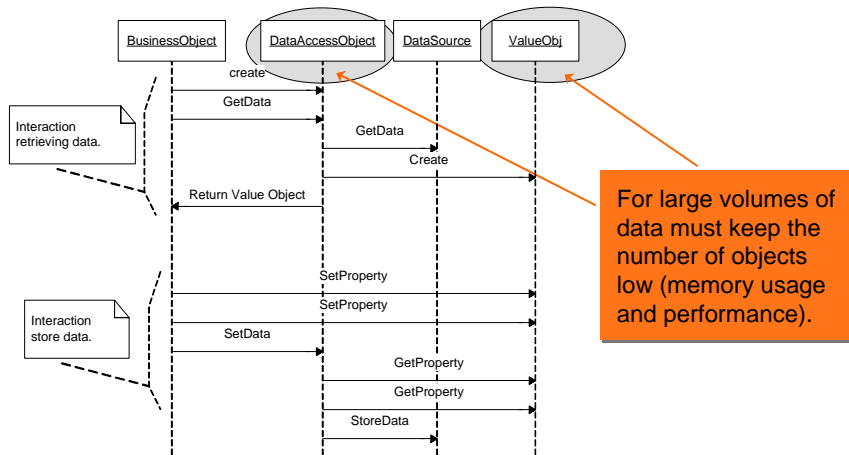 BusinessObject
DataAccessObject
DataSource
ValueObj
create
GetData
Interaction
retrieving data.
GetData
Create
Return Value Object
For large volumes of
data must keep the
number of objects
low (memory usage
and performance).
SetProperty
SetProperty
Interaction
store data.
SetData
GetProperty
GetProperty
StoreData